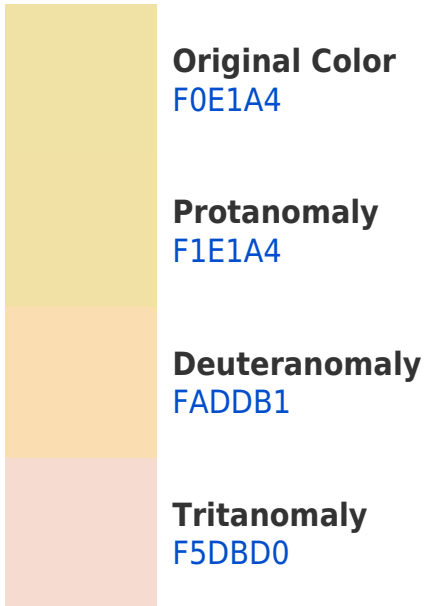 Original Color
F0E1A4
Protanomaly
F1E1A4
Deuteranomaly
FADDB1
Tritanomaly
F5DBD0